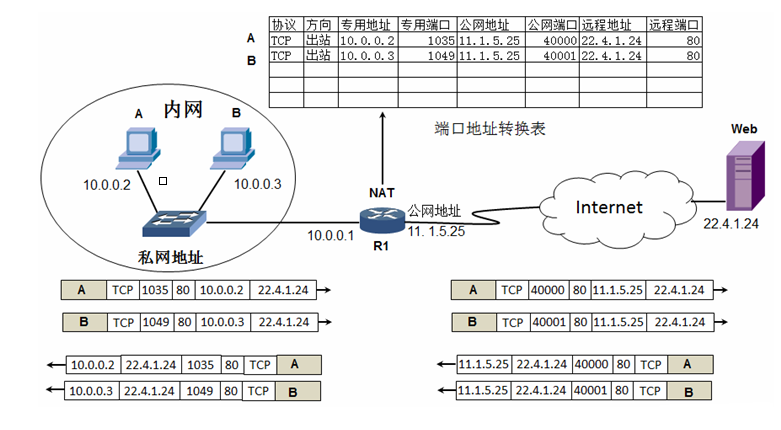 协议 方向 专用地址 专用端口 公网地址 公网端口 远程地址 远程端口
A TCP 出站 10.0.0.2 1035 11.1.5.25 40000 22.4.1.24 80
B TCP 出站 10.0.0.3 1049 11.1.5.25 40001 22.4.1.24 80
端口地址转换表
A 内网 B
Web
10.0.0.2 10.0.0.3
NAT
公网地址
Internet
10.0.0.1 11. 1.5.25
R1
22.4.1.24
私网地址
A TCP 1035 80 10.0.0.2 22.4.1.24
A TCP 40000 80 11.1.5.25 22.4.1.24
B TCP 1049 80 10.0.0.3 22.4.1.24
B TCP 40001 80 11.1.5.25 22.4.1.24
10.0.0.2 22.4.1.24 1035 80 TCP A
11.1.5.25 22.4.1.24 40000 80 TCP A
10.0.0.3 22.4.1.24 1049 80 TCP B
11.1.5.25 22.4.1.24 40001 80 TCP B